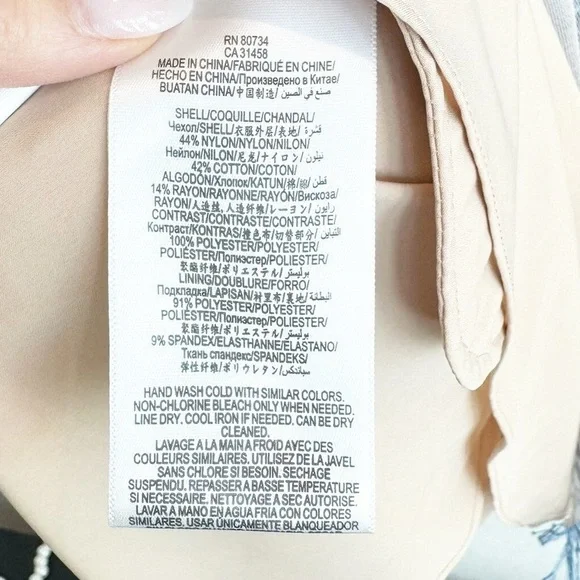 RN 80734
CA 31458
MADE IN CHINA/FABRIQUÉ EN CHINE/
HECHO EN CHINA/Произведено в Китае/
BUATAN CHINA/中国制造/ صنع في الصين
SHELL/COQUILLE/CHANDAL/
Чехол/SHELL/衣服外层/表地/ قشرة
44% NYLON/NYLON/NILON/
Нейлон/NILON/尼龙/ナイロン/ نيلون
42% COTTON/COTON/
ALGODÓN/Хлопок/KATUN/棉/綿/ قطن
14% RAYON/RAYONNE/RAYÓN/Вискоза/
RAYON/人造丝, 人造纤维/レーヨン/ رايون
CONTRAST/CONTRASTE/CONTRASTE/
Контраст/KONTRAS/撞色布/切替部分/ التباين
100% POLYESTER/POLYESTER/
POLIÉSTER/Полиэстер/POLYESTER/
聚酯纤维/ポリエステル/ بوليستر
LINING/DOUBLURE/FORRO/
Подкладка/LAPISAN/衬里布/裏地/ البطانة
91% POLYESTER/POLYESTER/
POLIÉSTER/Полиэстер/POLYESTER/
聚酯纤维/ポリエステル/ بوليستر
9% SPANDEX/ELASTHANNE/ELASTANO/
Ткань спандекс/SPANDEKS/
弹性纤维/ポリウレタン/ سباندكس
HAND WASH COLD WITH SIMILAR COLORS.
NON-CHLORINE BLEACH ONLY WHEN NEEDED.
LINE DRY. COOL IRON IF NEEDED. CAN BE DRY
CLEANED.
LAVAGE A LA MAIN A FROID AVEC DES
COULEURS SIMILAIRES. UTILISEZ DE LA JAVEL
SANS CHLORE SI BESOIN. SECHAGE
SUSPENDU. REPASSER A BASSE TEMPERATURE
SI NECESSAIRE. NETTOYAGE A SEC AUTORISE.
LAVAR A MANO EN AGUA FRIA CON COLORES
SIMILARES. USAR ÚNICAMENTE BLANQUEADOR